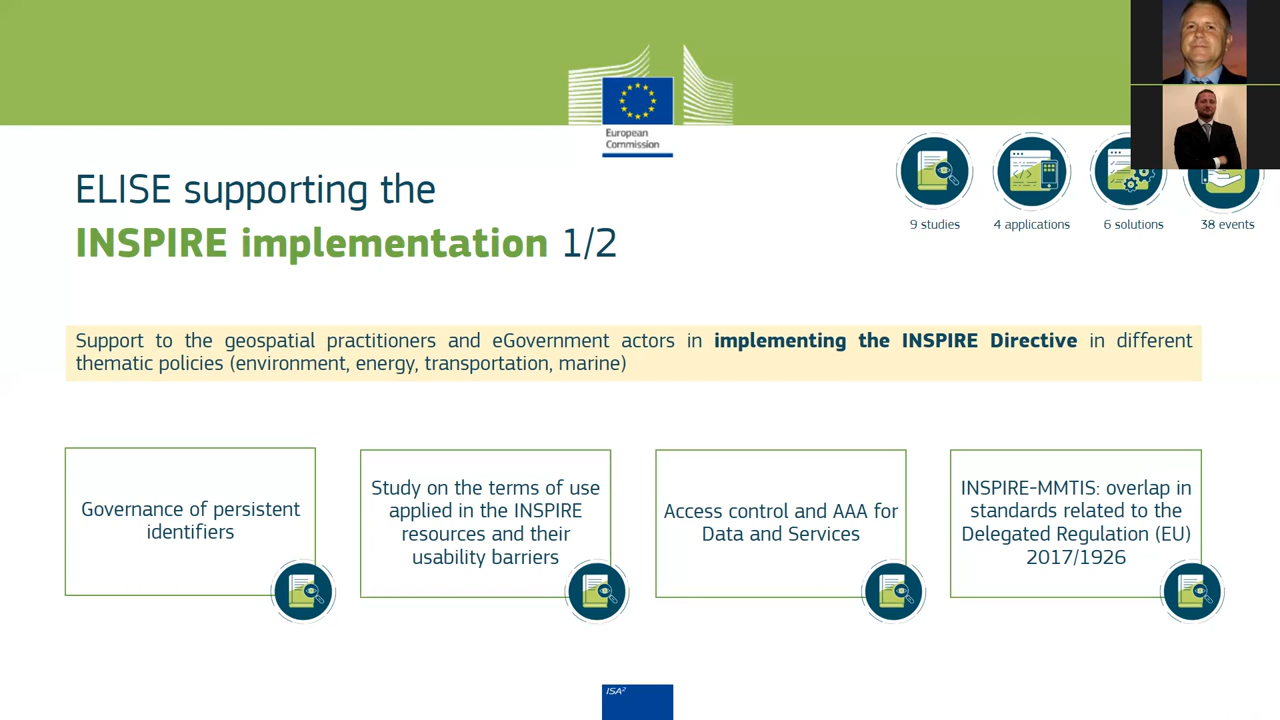 European
Commission
ELISE supporting the
INSPIRE implementation 1/2
9 studies
4 applications
6 solutions
38 events
Support to the geospatial practitioners and eGovernment actors in implementing the INSPIRE Directive in different
thematic policies (environment, energy, transportation, marine)
Governance of persistent
identifiers
Study on the terms of use
applied in the INSPIRE
resources and their
usability barriers
Access control and AAA for
Data and Services
INSPIRE-MMTIS: overlap in
standards related to the
Delegated Regulation (EU)
2017/1926
ISA²